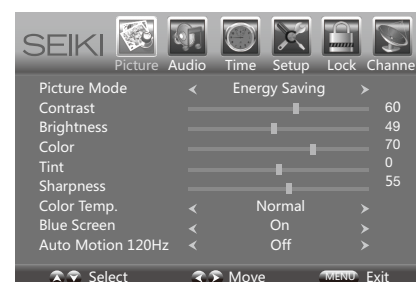 SEIKI
Picture Audio Time Setup Lock Channe
Picture Mode Energy Saving
Contrast 60
Brightness 49
Color 70
Tint 0
Sharpness 55
Color Temp. Normal
Blue Screen On
Auto Motion 120Hz Off
Select Move MENU Exit